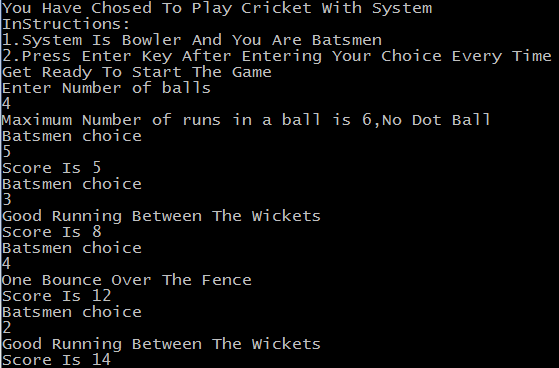 You Have Chosed To Play Cricket With System
InStructions:
1.System Is Bowler And You Are Batsmen
2.Press Enter Key After Entering Your Choice Every Time
Get Ready To Start The Game
Enter Number of balls
4
Maximum Number of runs in a ball is 6,No Dot Ball
Batsmen choice
5
Score Is 5
Batsmen choice
3
Good Running Between The Wickets
Score Is 8
Batsmen choice
4
One Bounce Over The Fence
Score Is 12
Batsmen choice
2
Good Running Between The Wickets
Score Is 14